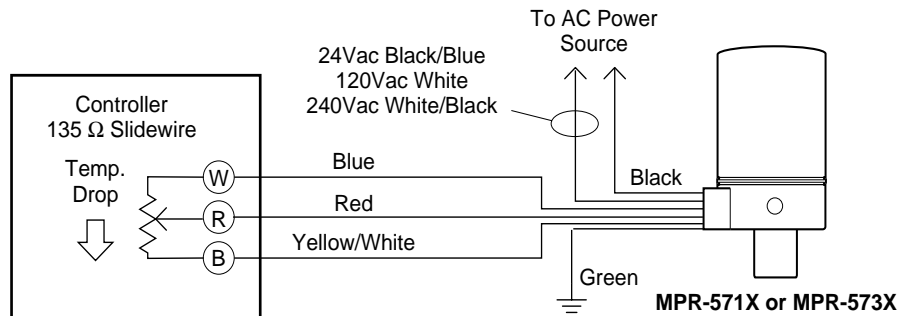 To AC Power
Source
24Vac Black/Blue
120Vac White
240Vac White/Black
Controller
135 Ω Slidewire
Temp.
Drop
W
R
B
Blue
Red
Yellow/White
Black
Green
MPR-571X or MPR-573X